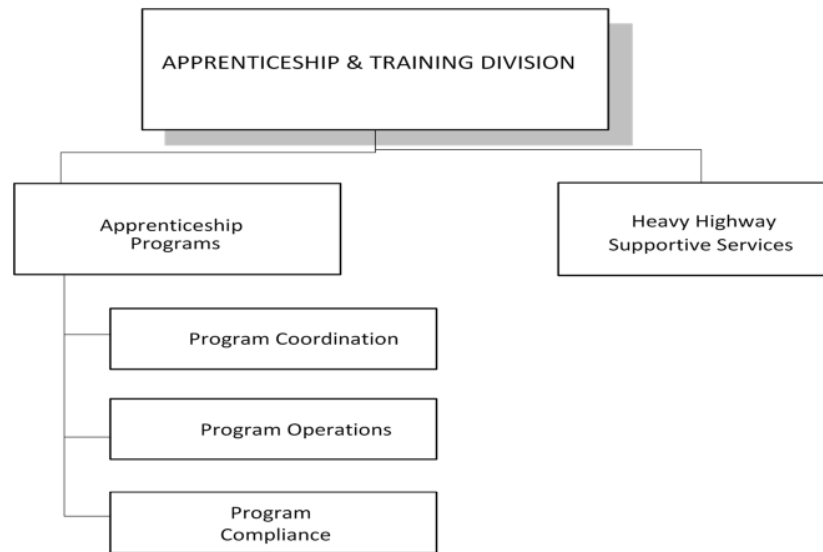 APPRENTICESHIP & TRAINING DIVISION
Apprenticeship
Programs
Heavy Highway
Supportive Services
Program Coordination
Program Operations
Program
Compliance